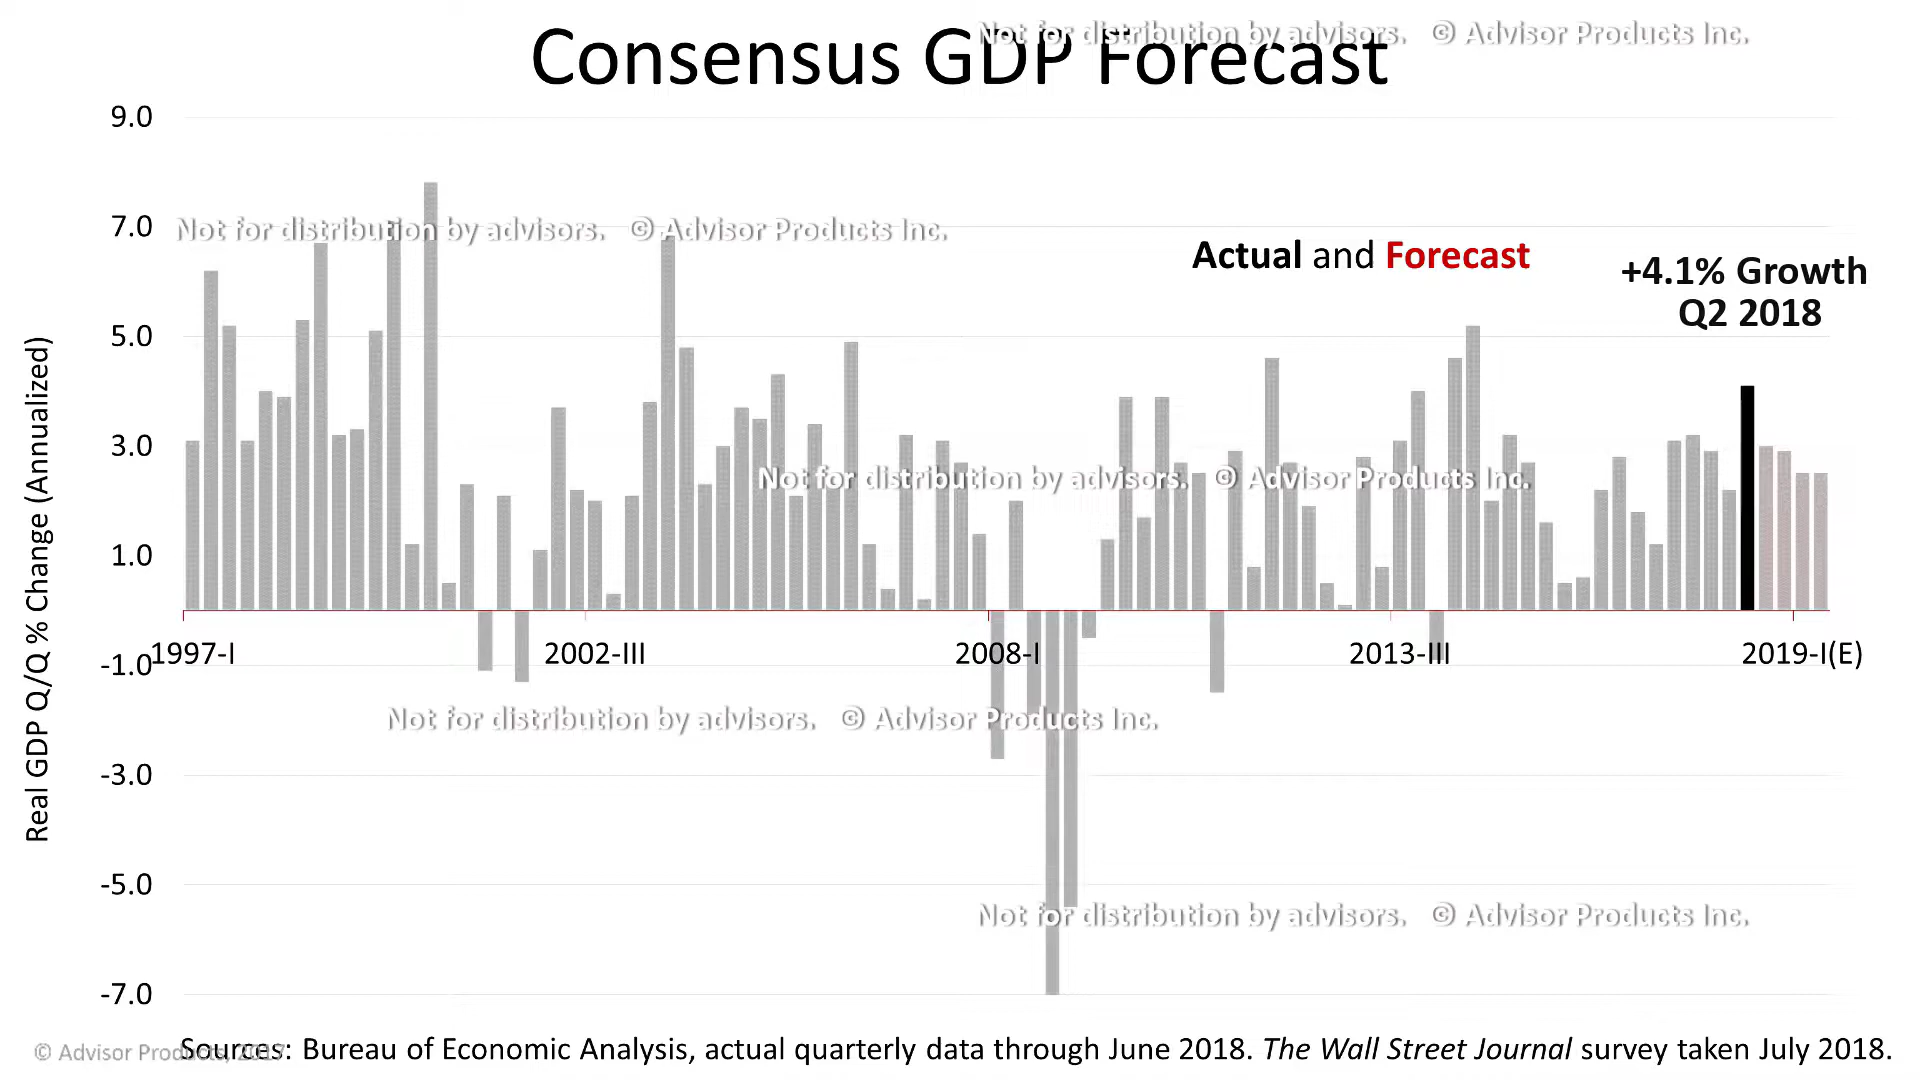 Not for distribution by advisors. © Advisor Products Inc.
Consensus GDP Forecast
9.0
7.0
Not for distribution by advisors. © Advisor Products Inc.
Actual and Forecast
+4.1% Growth
Q2 2018
5.0
3.0
Not for distribution by advisors. © Advisor Products Inc.
1.0
Real GDP Q/Q % Change (Annualized)
-1.0
1997-I
2002-III
2008-I
2013-III
2019-I(E)
Not for distribution by advisors. © Advisor Products Inc.
-3.0
-5.0
Not for distribution by advisors. © Advisor Products Inc.
-7.0
© Advisor Products, 2017
Sources: Bureau of Economic Analysis, actual quarterly data through June 2018. The Wall Street Journal survey taken July 2018.